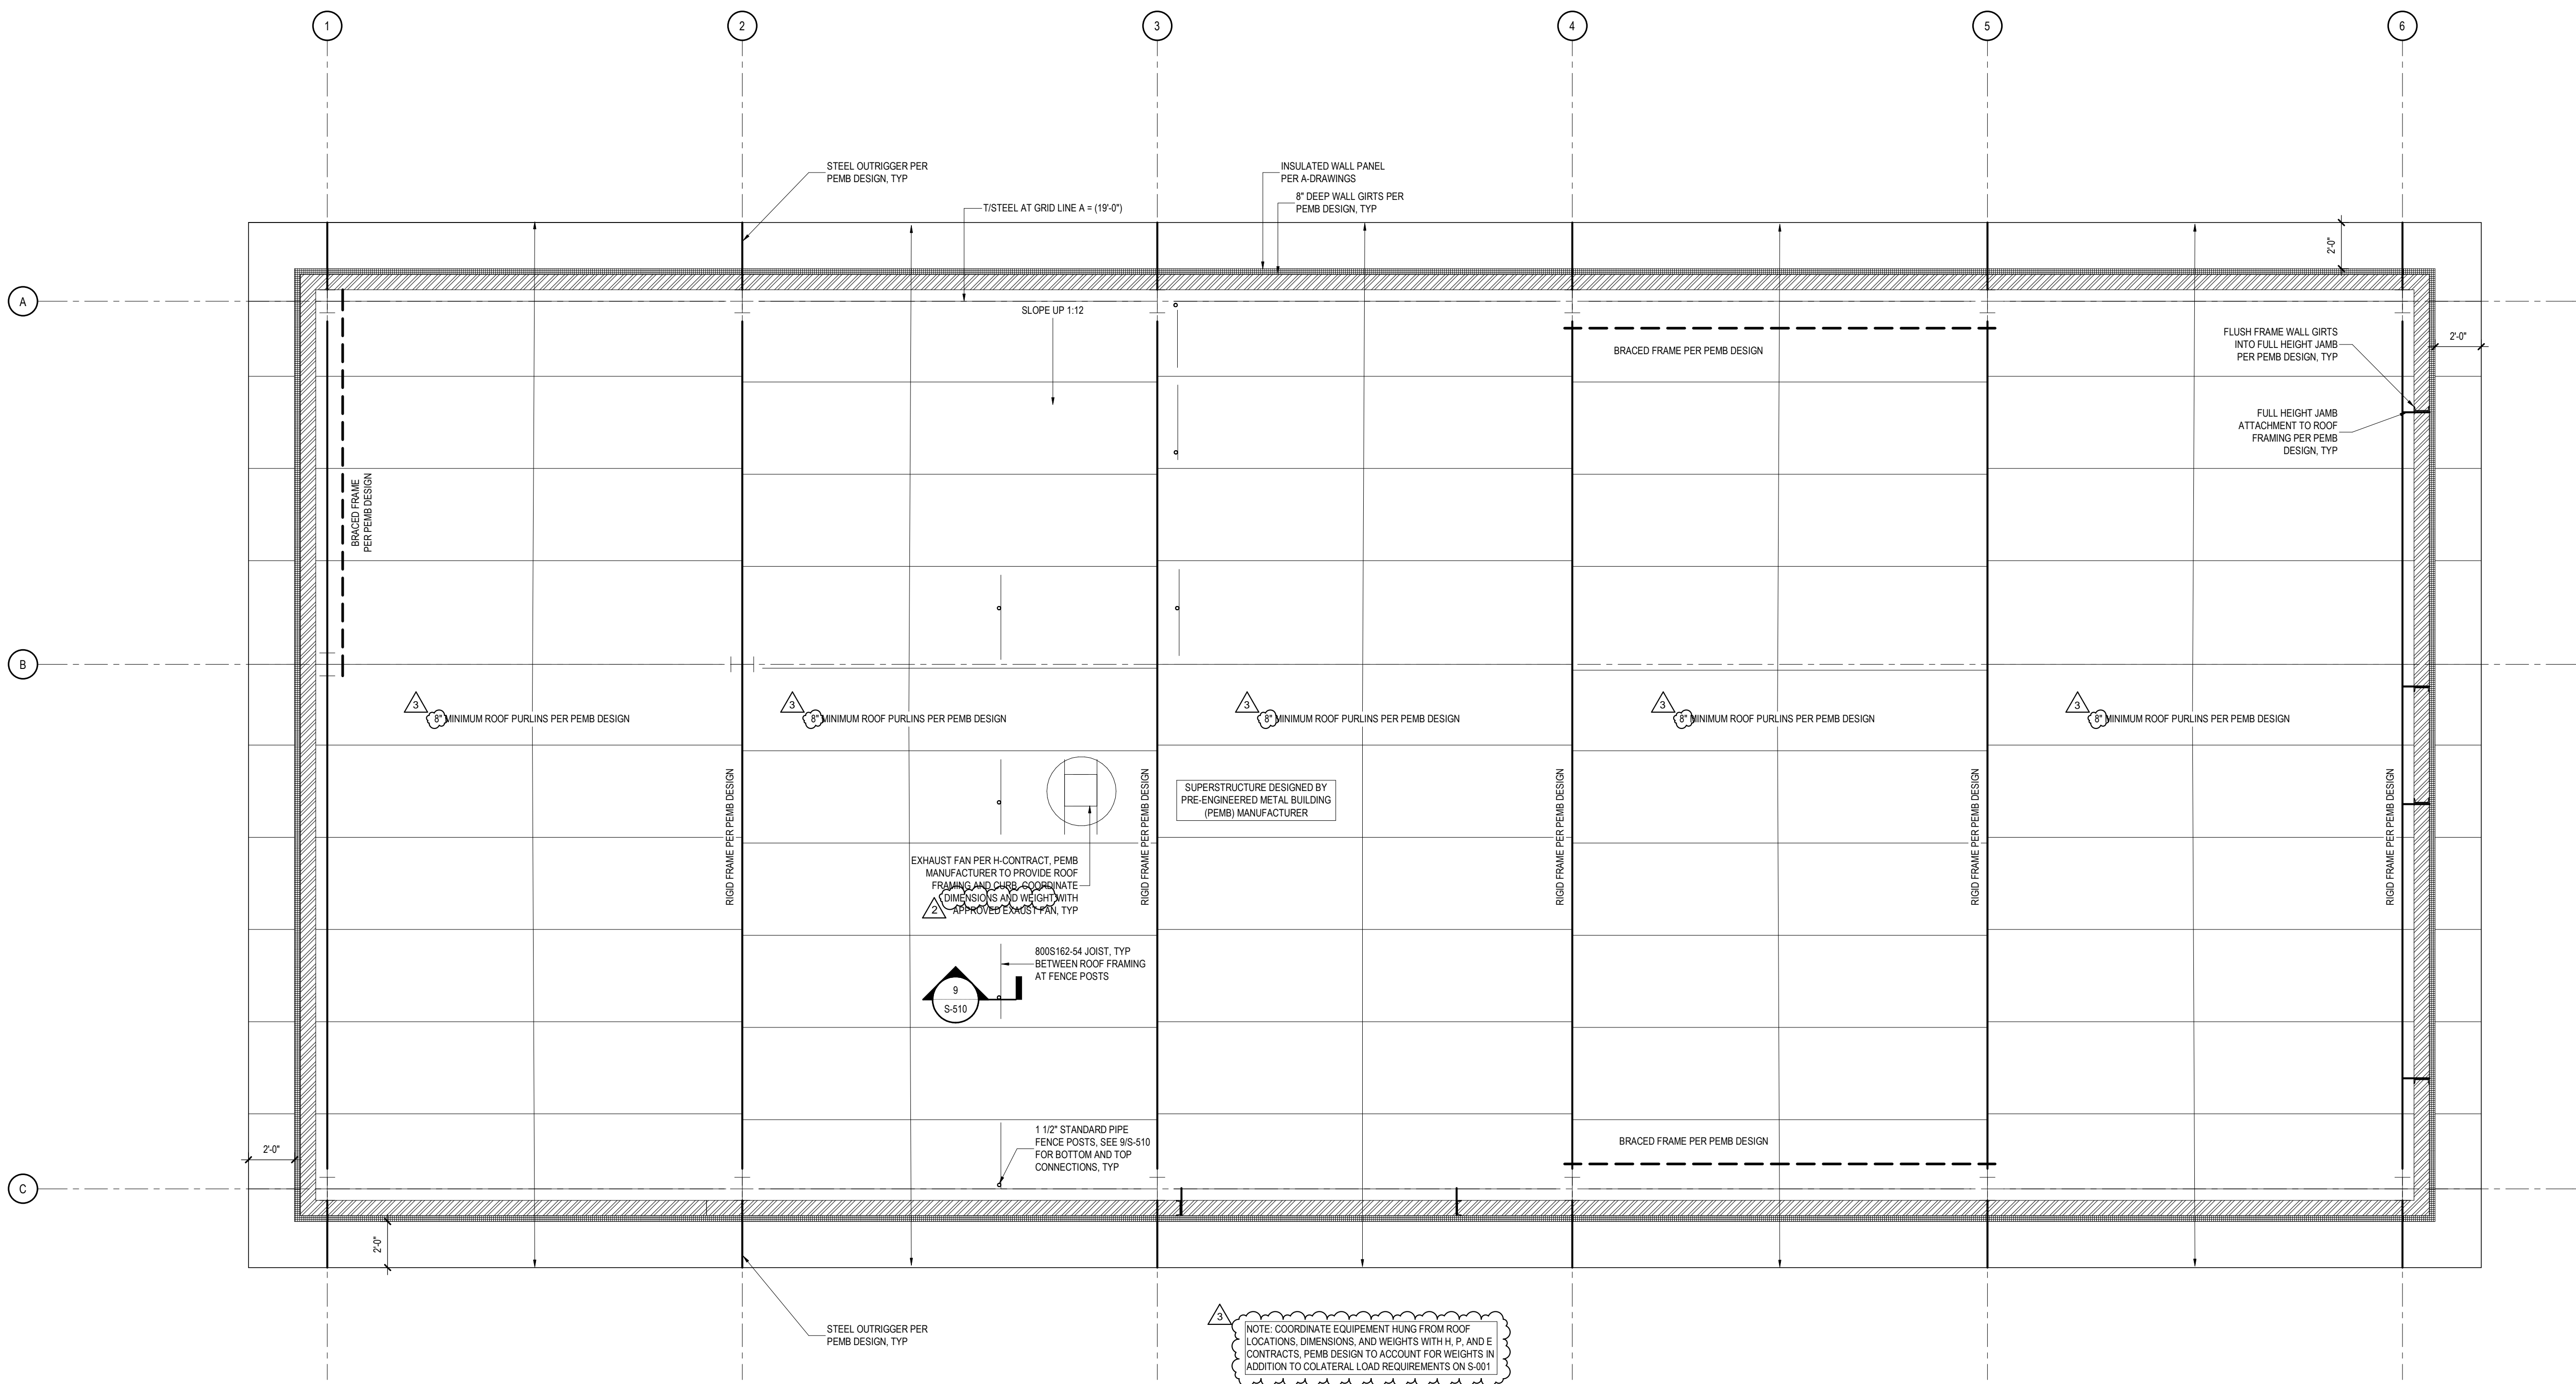 1
2
3
4
5
6
STEEL OUTRIGGER PER
PEMB DESIGN, TYP
INSULATED WALL PANEL
PER A-DRAWINGS
8" DEEP WALL GIRTS PER
PEMB DESIGN, TYP
T/STEEL AT GRID LINE A = (19'-0")
2'-0"
A
SLOPE UP 1:12
BRACED FRAME PER PEMB DESIGN
FLUSH FRAME WALL GIRTS
INTO FULL HEIGHT JAMB
PER PEMB DESIGN, TYP
2'-0"
FULL HEIGHT JAMB
ATTACHMENT TO ROOF
FRAMING PER PEMB
DESIGN, TYP
BRACED FRAME
PER PEMB DESIGN
B
3
8" MINIMUM ROOF PURLINS PER PEMB DESIGN
3
8" MINIMUM ROOF PURLINS PER PEMB DESIGN
3
8" MINIMUM ROOF PURLINS PER PEMB DESIGN
3
8" MINIMUM ROOF PURLINS PER PEMB DESIGN
3
8" MINIMUM ROOF PURLINS PER PEMB DESIGN
RIGID FRAME PER PEMB DESIGN
RIGID FRAME PER PEMB DESIGN
SUPERSTRUCTURE DESIGNED BY
PRE-ENGINEERED METAL BUILDING
(PEMB) MANUFACTURER
RIGID FRAME PER PEMB DESIGN
RIGID FRAME PER PEMB DESIGN
RIGID FRAME PER PEMB DESIGN
EXHAUST FAN PER H-CONTRACT, PEMB
MANUFACTURER TO PROVIDE ROOF
FRAMING AND CURB, COORDINATE
DIMENSIONS AND WEIGHT WITH
APPROVED EXAUST FAN, TYP
2
800S162-54 JOIST, TYP
BETWEEN ROOF FRAMING
AT FENCE POSTS
9
S-510
1 1/2" STANDARD PIPE
FENCE POSTS, SEE 9/S-510
FOR BOTTOM AND TOP
CONNECTIONS, TYP
BRACED FRAME PER PEMB DESIGN
2'-0"
C
2'-0"
STEEL OUTRIGGER PER
PEMB DESIGN, TYP
3
NOTE: COORDINATE EQUIPEMENT HUNG FROM ROOF
LOCATIONS, DIMENSIONS, AND WEIGHTS WITH H, P, AND E
CONTRACTS, PEMB DESIGN TO ACCOUNT FOR WEIGHTS IN
ADDITION TO COLATERAL LOAD REQUIREMENTS ON S-001